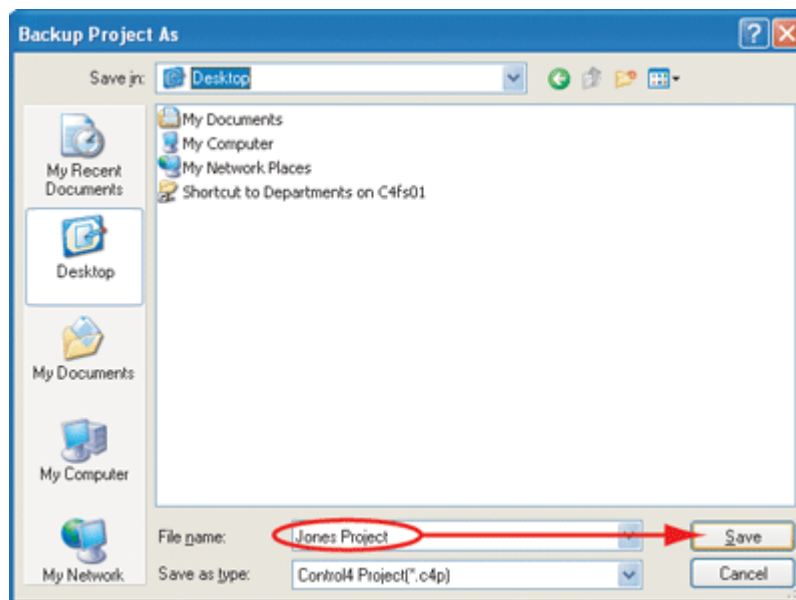 Backup Project As
Save in:
Desktop
My Recent
Documents
Desktop
My Documents
My Computer
My Network
My Documents
My Computer
My Network Places
Shortcut to Departments on C4fs01
File name:
Jones Project
Save
Save as type:
Control4 Project(*.c4p)
Cancel